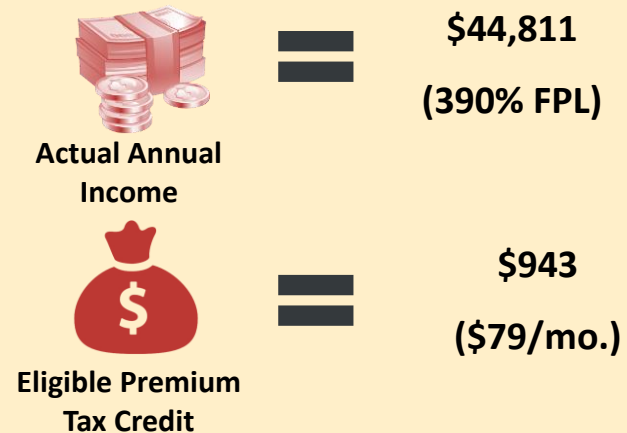 $44,811
(390% FPL)
Actual Annual
Income
$
$943
($79/mo.)
Eligible Premium
Tax Credit